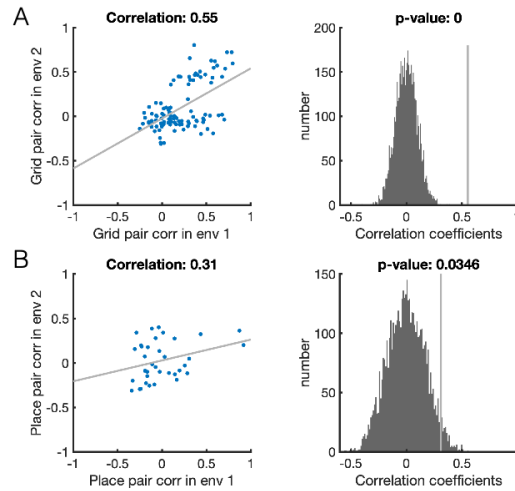 A
Correlation: 0.55
1
0.5
0
-0.5
-1
Grid pair corr in env 2
-1 -0.5 0 0.5 1
Grid pair corr in env 1
p-value: 0
200
150
100
50
0
number
-0.5 0 0.5 1
Correlation coefficients
B
Correlation: 0.31
1
0.5
0
-0.5
-1
Place pair corr in env 2
-1 -0.5 0 0.5 1
Place pair corr in env 1
p-value: 0.0346
150
100
50
0
number
-0.5 0 0.5 1
Correlation coefficients